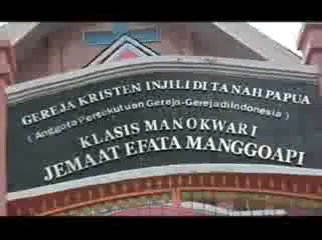 GEREJA KRISTEN INJILI DI TANAH PAPUA
(Anggota Persekutuan Gereja-Gereja di Indonesia)
KLASIS MANOKWARI
JEMAAT EFATA MANGGOAPI